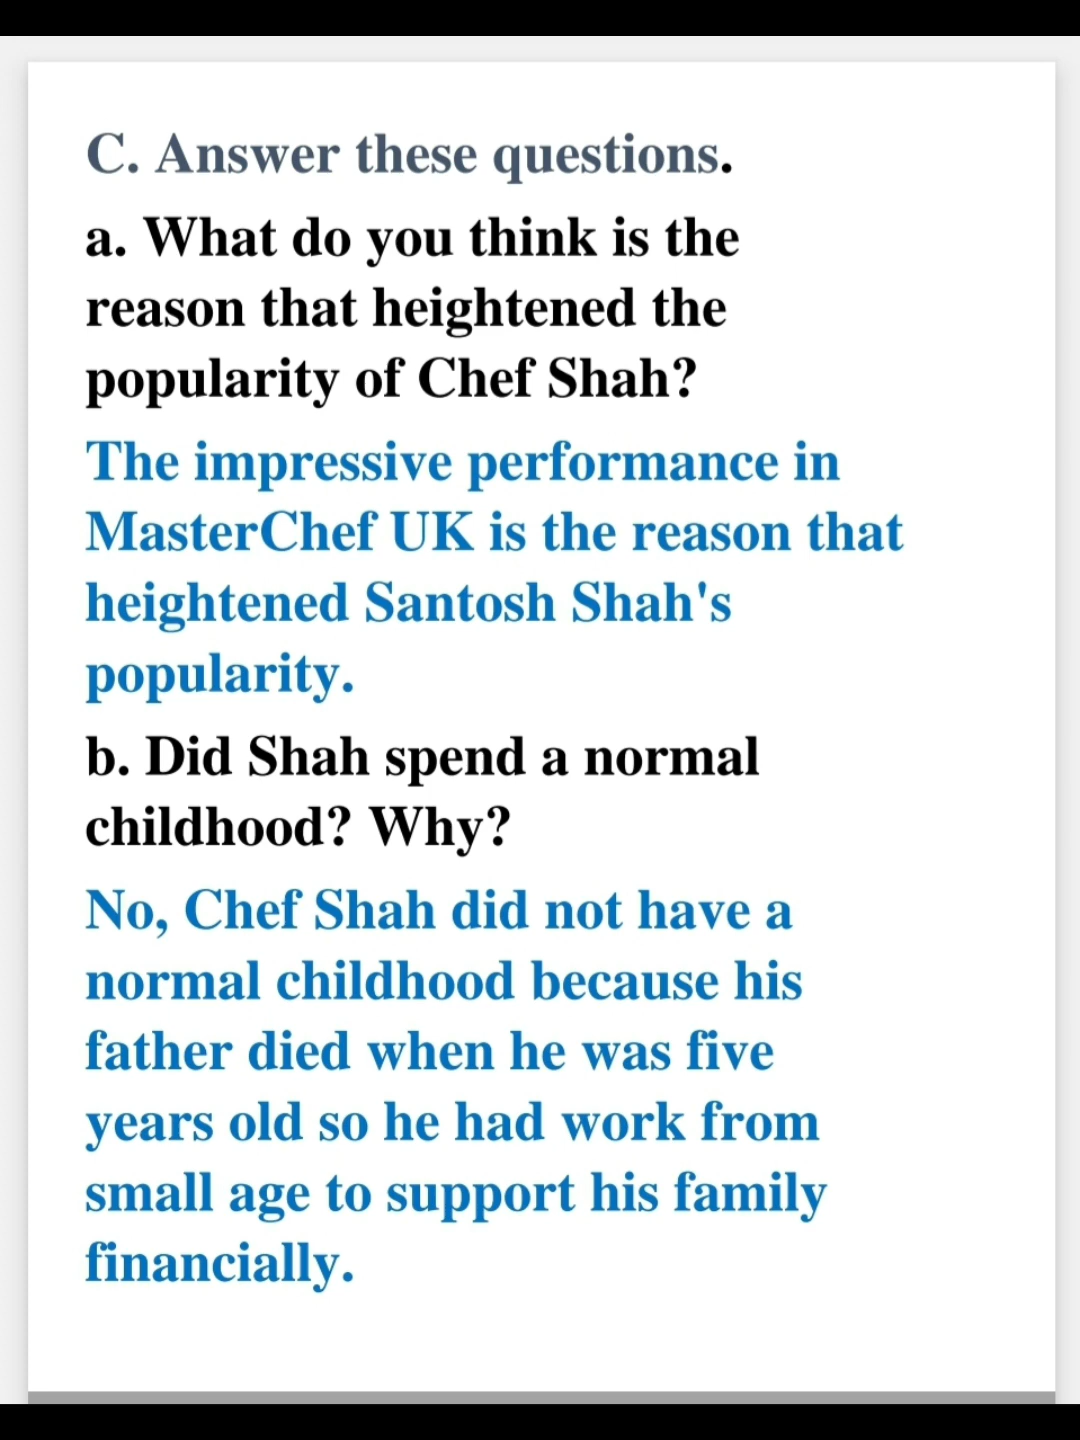 C. Answer these questions.
a. What do you think is the
reason that heightened the
popularity of Chef Shah?
The impressive performance in
MasterChef UK is the reason that
heightened Santosh Shah's
popularity.
b. Did Shah spend a normal
childhood? Why?
No, Chef Shah did not have a
normal childhood because his
father died when he was five
years old so he had work from
small age to support his family
financially.